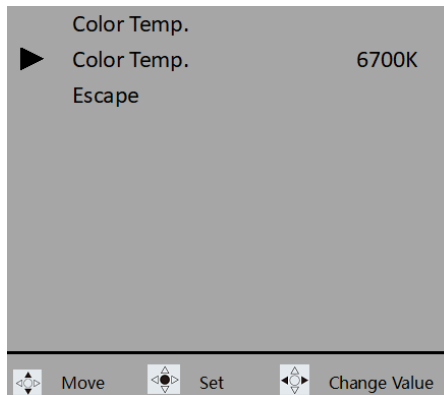 Color Temp.
Color Temp. 6700K
Escape
Move Set Change Value